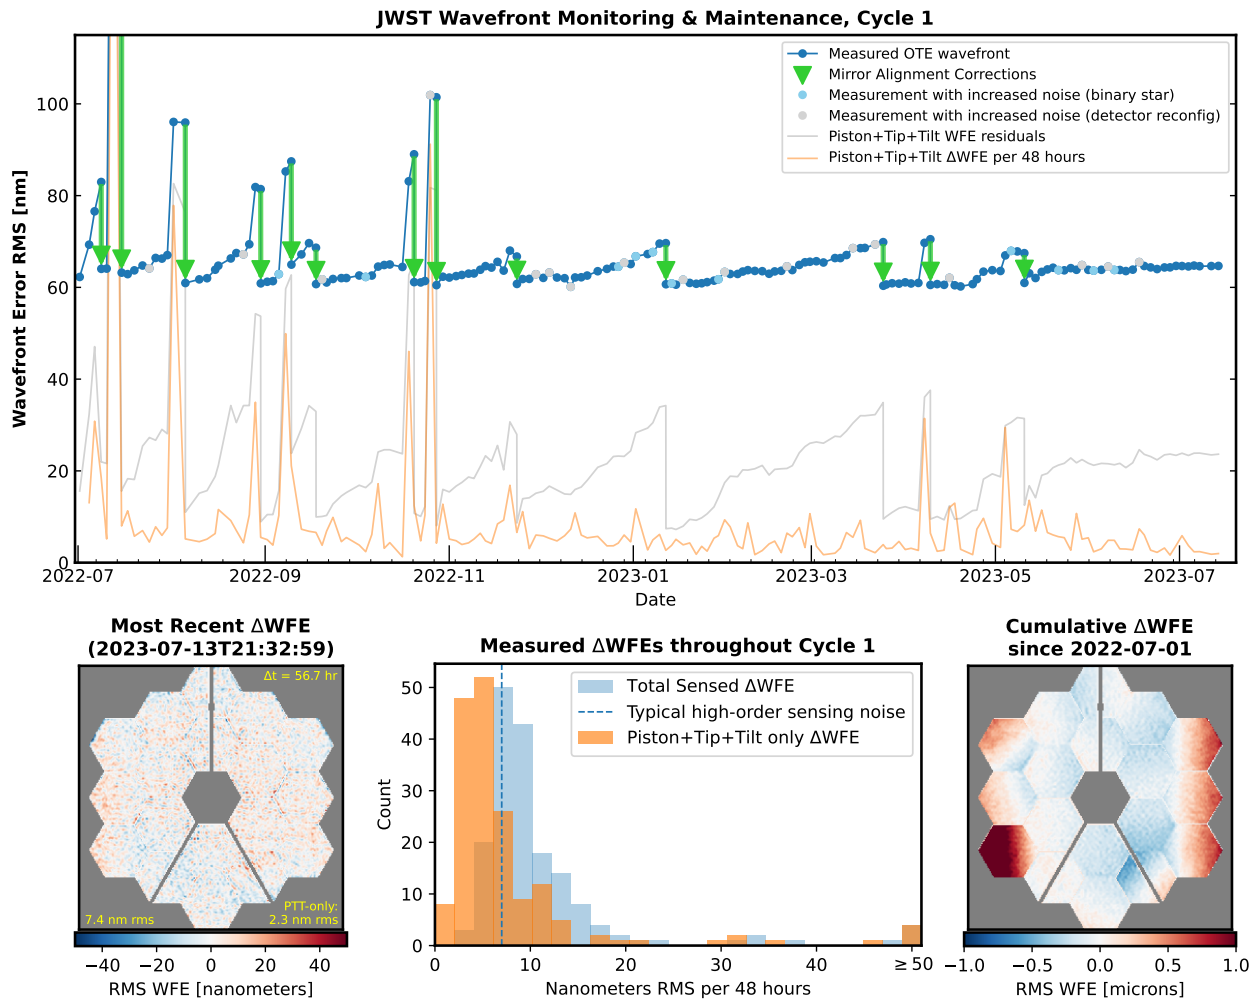 JWST Wavefront Monitoring & Maintenance, Cycle 1
Measured OTE wavefront
Mirror Alignment Corrections
Measurement with increased noise (binary star)
Measurement with increased noise (detector reconfig)
Piston+Tip+Tilt WFE residuals
Piston+Tip+Tilt ΔWFE per 48 hours
Wavefront Error RMS [nm]
100
80
60
40
20
0
2022-07 2022-09 2022-11 2023-01 2023-03 2023-05 2023-07
Date
Most Recent ΔWFE
(2023-07-13T21:32:59)
Δt = 56.7 hr
7.4 nm rms
PTT-only:
2.3 nm rms
−40 −20 0 20 40
RMS WFE [nanometers]
Measured ΔWFEs throughout Cycle 1
Total Sensed ΔWFE
Typical high-order sensing noise
Piston+Tip+Tilt only ΔWFE
Count
50
40
30
20
10
0
0 10 20 30 40 ≥50
Nanometers RMS per 48 hours
Cumulative ΔWFE
since 2022-07-01
−1.0 −0.5 0.0 0.5 1.0
RMS WFE [microns]